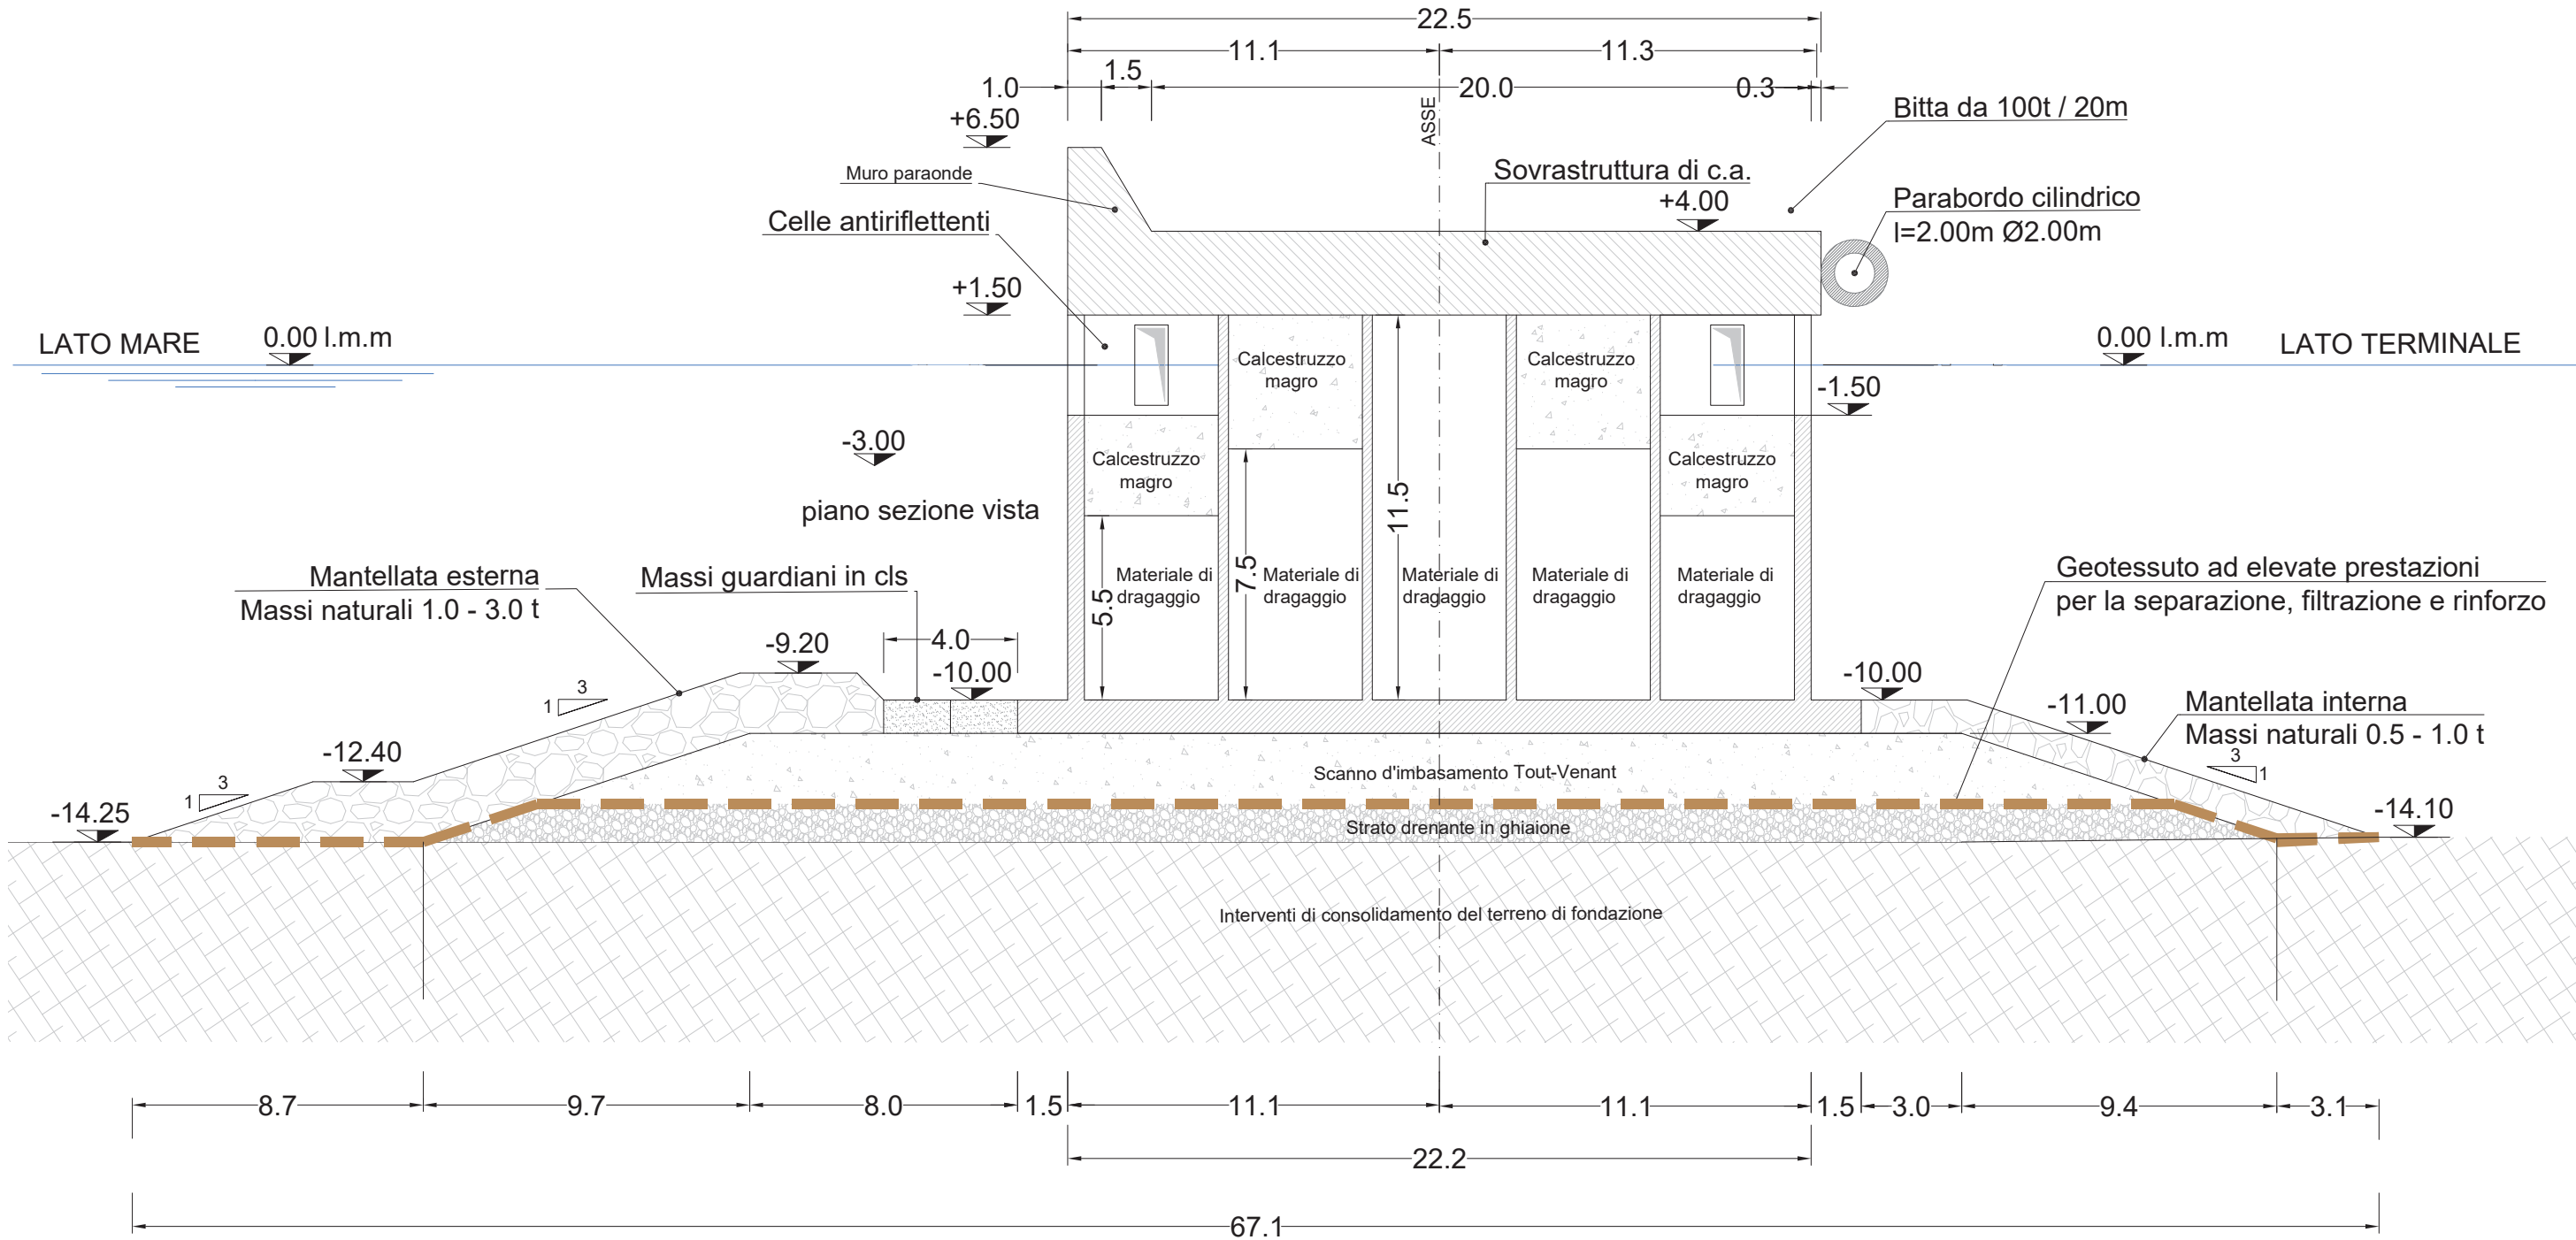 22.5
11.1
11.3
1.5
1.0
20.0
0.3
ASSE
+6.50
Bitta da 100t / 20m
Muro paraonde
Sovrastruttura di c.a.
+4.00
Parabordo cilindrico
l=2.00m Ø2.00m
Celle antiriflettenti
+1.50
LATO MARE
0.00 l.m.m
0.00 l.m.m
LATO TERMINALE
Calcestruzzo
magro
Calcestruzzo
magro
-1.50
-3.00
Calcestruzzo
magro
Calcestruzzo
magro
piano sezione vista
11.5
7.5
5.5
Materiale di
dragaggio
Materiale di
dragaggio
Materiale di
dragaggio
Materiale di
dragaggio
Materiale di
dragaggio
Geotessuto ad elevate prestazioni
per la separazione, filtrazione e rinforzo
Mantellata esterna
Massi naturali 1.0 - 3.0 t
Massi guardiani in cls
4.0
-9.20
-10.00
-10.00
-11.00
Mantellata interna
Massi naturali 0.5 - 1.0 t
3
1
3
1
-12.40
3
1
-14.25
-14.10
Scanno d'imbasamento Tout-Venant
Strato drenante in ghiaione
Interventi di consolidamento del terreno di fondazione
8.7
9.7
8.0
1.5
11.1
11.1
1.5
3.0
9.4
3.1
22.2
67.1